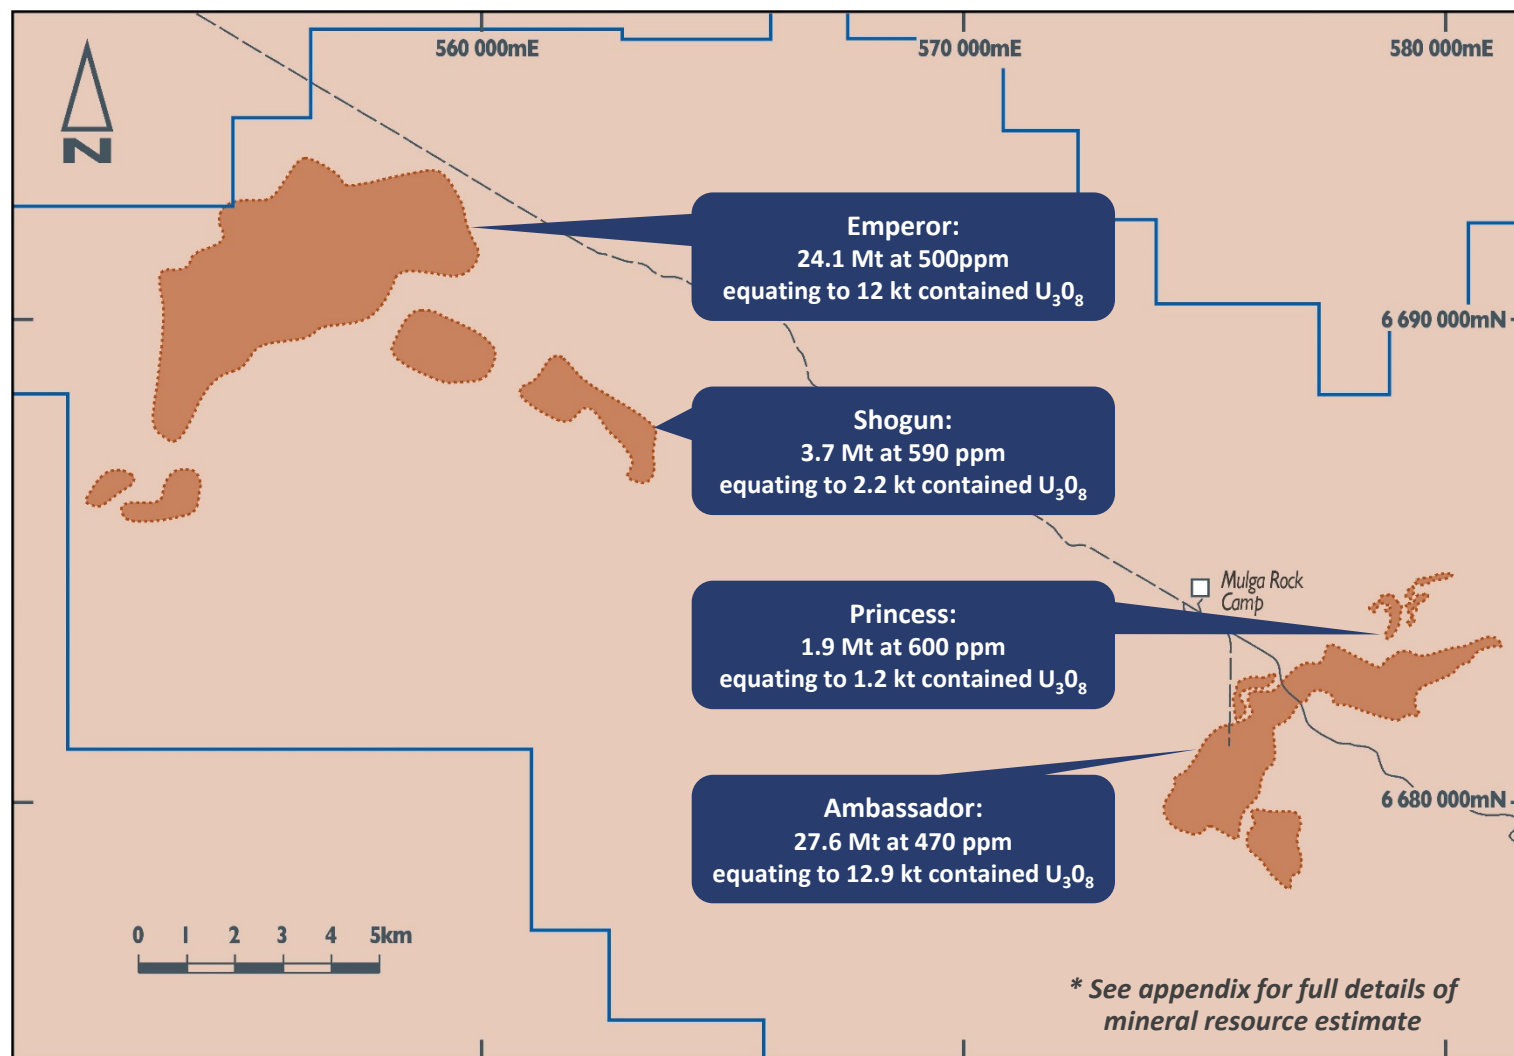 560 000mE
570 000mE
580 000mE
N
Emperor:
24.1 Mt at 500ppm
equating to 12 kt contained U₃0₈
6 690 000mN
Shogun:
3.7 Mt at 590 ppm
equating to 2.2 kt contained U₃0₈
Mulga Rock
Camp
Princess:
1.9 Mt at 600 ppm
equating to 1.2 kt contained U₃0₈
6 680 000mN
Ambassador:
27.6 Mt at 470 ppm
equating to 12.9 kt contained U₃0₈
0 1 2 3 4 5km
* See appendix for full details of
mineral resource estimate